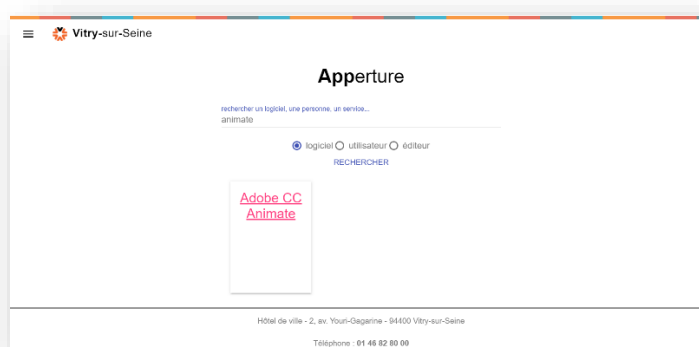 Vitry-sur-Seine
Apperture
rechercher un logiciel, une personne, un service...
animate
logiciel utilisateur éditeur
RECHERCHER
Adobe CC
Animate
Hôtel de ville - 2, av. Youri-Gagarine - 94400 Vitry-sur-Seine
Téléphone : 01 46 82 80 00